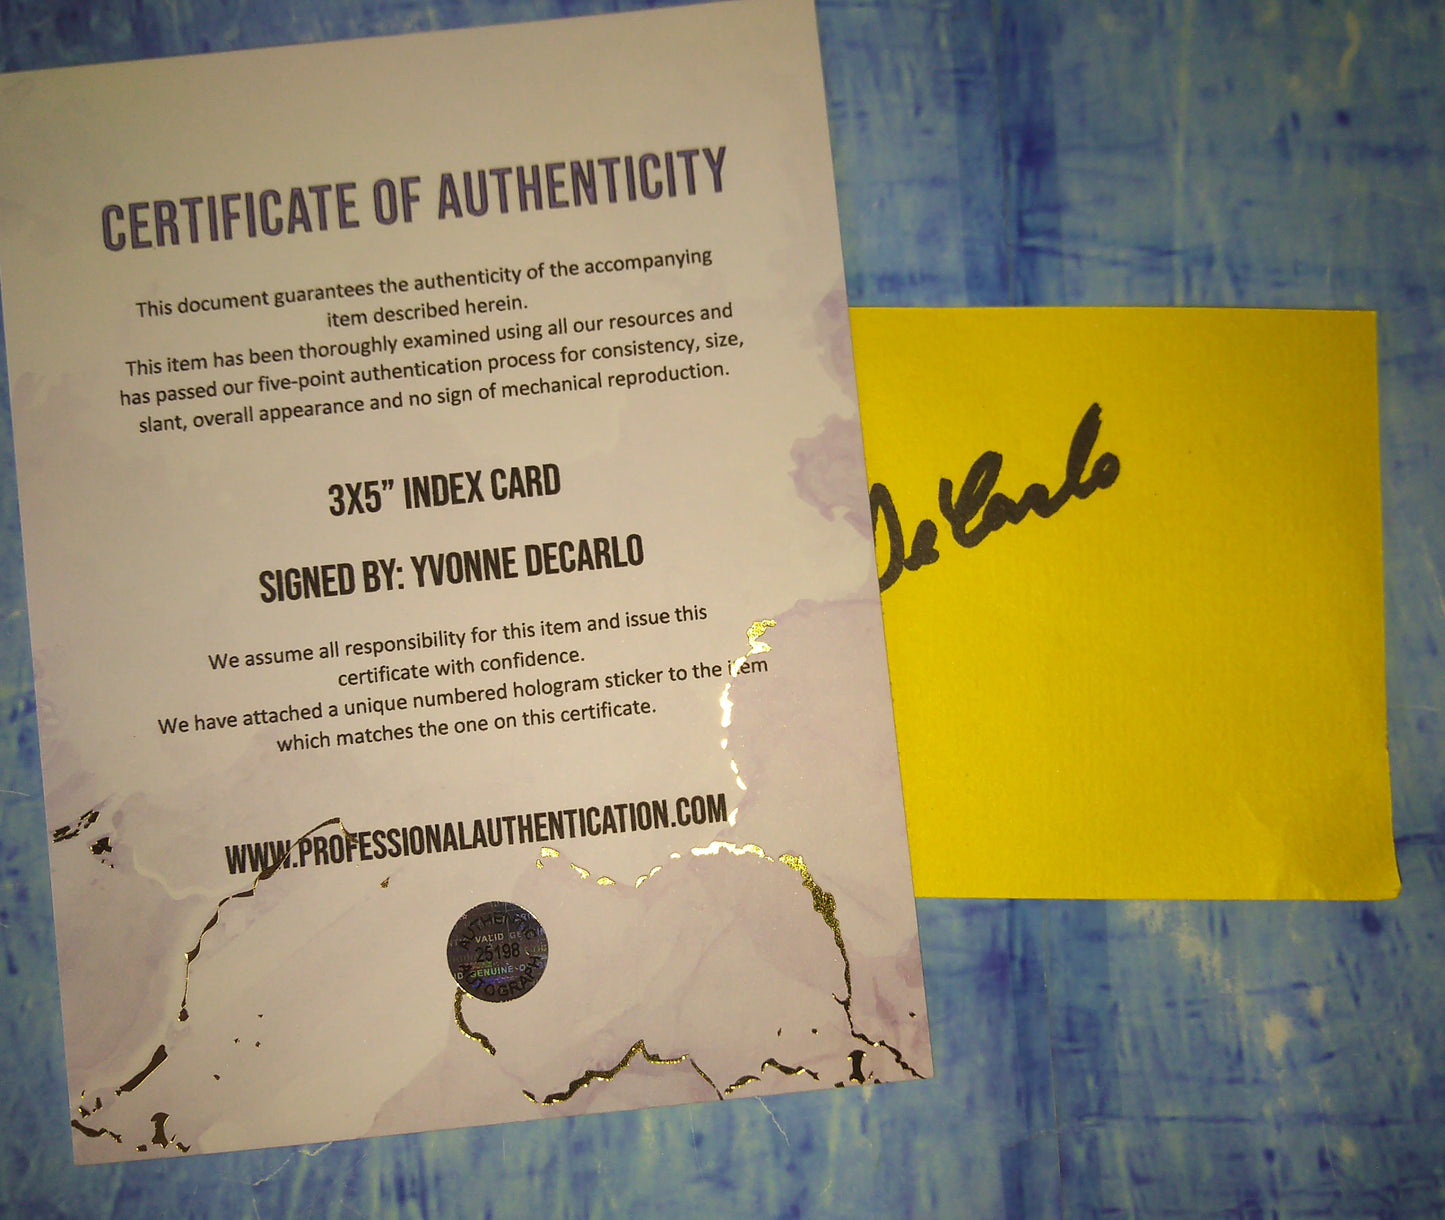 CERTIFICATE OF AUTHENTICITY
This document guarantees the authenticity of the accompanying
item described herein.
This item has been thoroughly examined using all our resources and
has passed our five-point authentication process for consistency, size,
slant, overall appearance and no sign of mechanical reproduction.
3X5” INDEX CARD
SIGNED BY: YVONNE DECARLO
We assume all responsibility for this item and issue this
certificate with confidence.
We have attached a unique numbered hologram sticker to the item
which matches the one on this certificate.
WWW.PROFESSIONALAUTHENTICATION.COM
AUTHENTIC
VALID
25198
GENUINE
AUTOGRAPH
DeCarlo